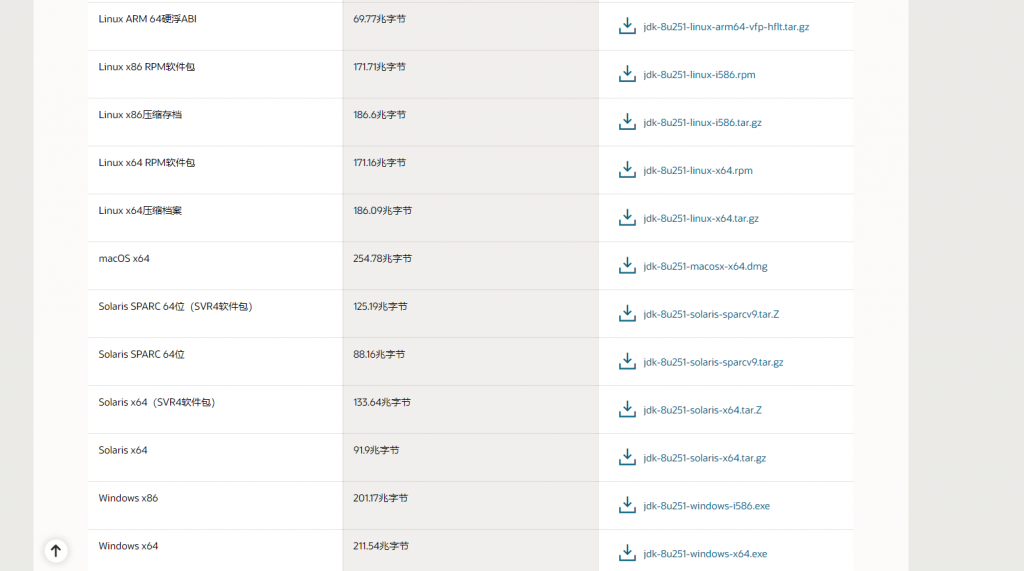 Linux ARM 64硬浮ABI 69.77兆字节 jdk-8u251-linux-arm64-vfp-hflt.tar.gz
Linux x86 RPM软件包 171.71兆字节 jdk-8u251-linux-i586.rpm
Linux x86压缩存档 186.6兆字节 jdk-8u251-linux-i586.tar.gz
Linux x64 RPM软件包 171.16兆字节 jdk-8u251-linux-x64.rpm
Linux x64压缩档案 186.09兆字节 jdk-8u251-linux-x64.tar.gz
macOS x64 254.78兆字节 jdk-8u251-macosx-x64.dmg
Solaris SPARC 64位（SVR4软件包） 125.19兆字节 jdk-8u251-solaris-sparcv9.tar.Z
Solaris SPARC 64位 88.16兆字节 jdk-8u251-solaris-sparcv9.tar.gz
Solaris x64（SVR4软件包） 133.64兆字节 jdk-8u251-solaris-x64.tar.Z
Solaris x64 91.9兆字节 jdk-8u251-solaris-x64.tar.gz
Windows x86 201.17兆字节 jdk-8u251-windows-i586.exe
Windows x64 211.54兆字节 jdk-8u251-windows-x64.exe